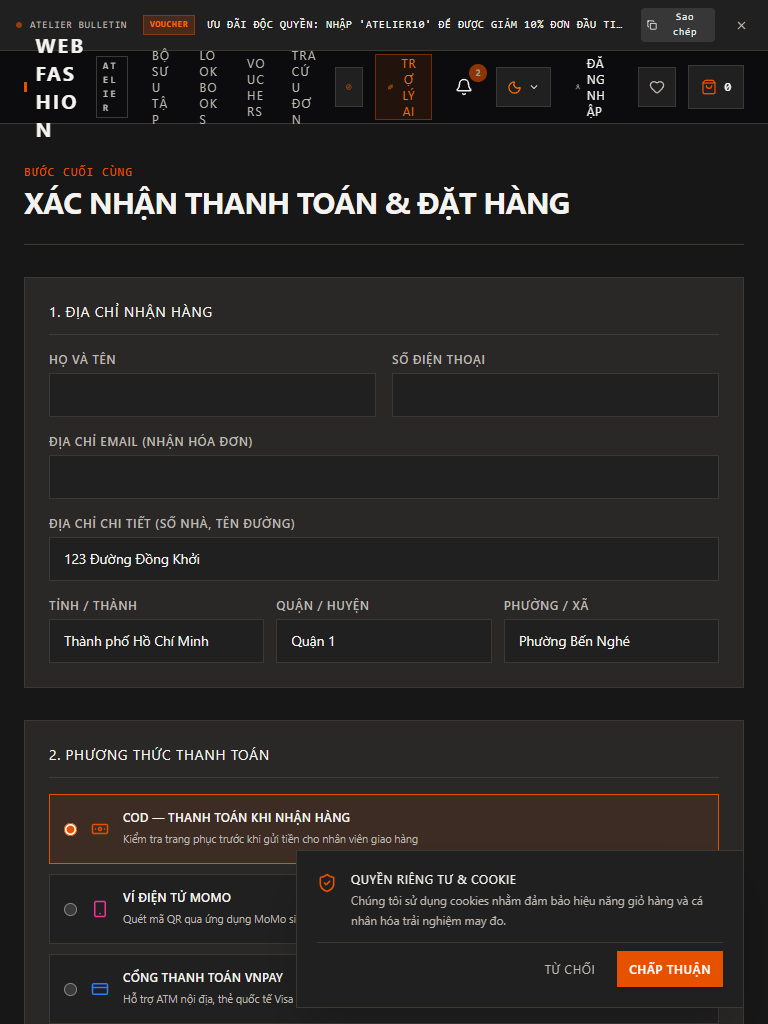 ATELIER BULLETIN
VOUCHER
ƯU ĐÃI ĐỘC QUYỀN: NHẬP 'ATELIER10' ĐỂ ĐƯỢC GIẢM 10% ĐƠN ĐẦU TI…
Sao
chép
WEB
FAS
HIO
N
AT
EL
IE
R
BỘ
SƯ
U
TẬ
P
LO
OK
BO
OK
S
VO
UC
HE
RS
TRA
CỨ
U
ĐƠ
N
TR
Ợ
LÝ
AI
2
ĐĂ
NG
NH
ẬP
0
BƯỚC CUỐI CÙNG
XÁC NHẬN THANH TOÁN & ĐẶT HÀNG
1. ĐỊA CHỈ NHẬN HÀNG
HỌ VÀ TÊN
SỐ ĐIỆN THOẠI
ĐỊA CHỈ EMAIL (NHẬN HÓA ĐƠN)
ĐỊA CHỈ CHI TIẾT (SỐ NHÀ, TÊN ĐƯỜNG)
123 Đường Đồng Khởi
TỈNH / THÀNH
QUẬN / HUYỆN
PHƯỜNG / XÃ
Thành phố Hồ Chí Minh
Quận 1
Phường Bến Nghé
2. PHƯƠNG THỨC THANH TOÁN
COD — THANH TOÁN KHI NHẬN HÀNG
Kiểm tra trang phục trước khi gửi tiền cho nhân viên giao hàng
VÍ ĐIỆN TỬ MOMO
Quét mã QR qua ứng dụng MoMo si
CỔNG THANH TOÁN VNPAY
Hỗ trợ ATM nội địa, thẻ quốc tế Visa
QUYỀN RIÊNG TƯ & COOKIE
Chúng tôi sử dụng cookies nhằm đảm bảo hiệu năng giỏ hàng và cá
nhân hóa trải nghiệm may đo.
TỪ CHỐI
CHẤP THUẬN